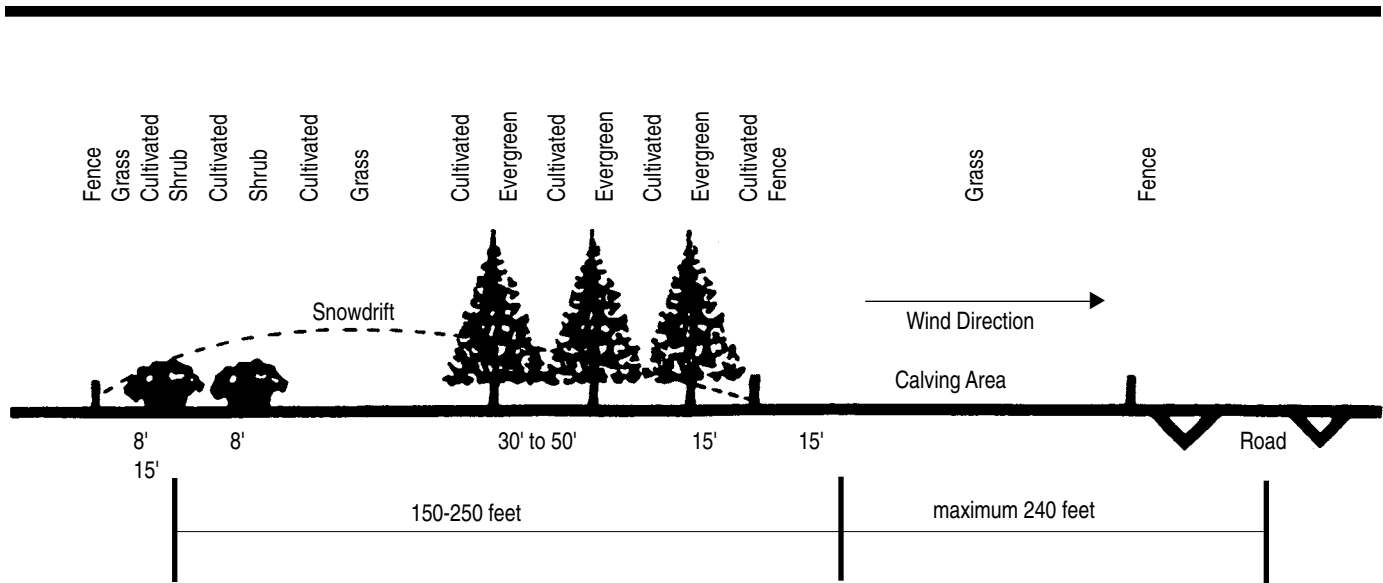 Fence
Grass
Cultivated
Shrub
Cultivated
Shrub
Cultivated
Grass
Cultivated
Evergreen
Cultivated
Evergreen
Cultivated
Evergreen
Cultivated
Fence
Grass
Fence
Snowdrift
Wind Direction
Calving Area
8' 8' 30' to 50' 15' 15' Road
15'
150-250 feet maximum 240 feet